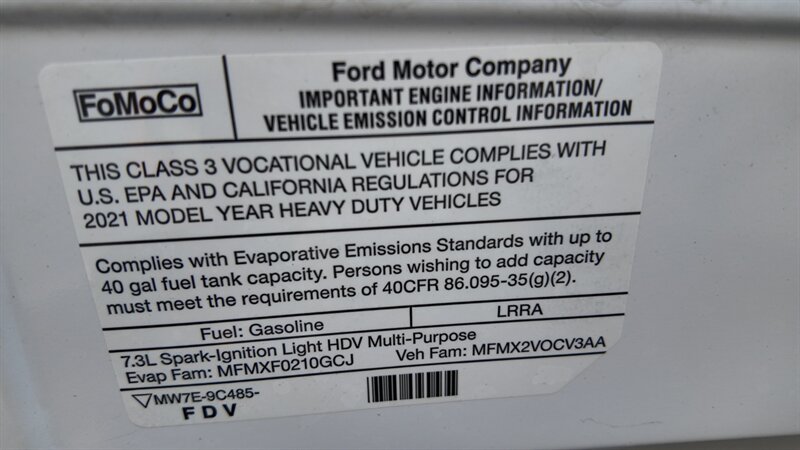 FoMoCo
Ford Motor Company
IMPORTANT ENGINE INFORMATION/
VEHICLE EMISSION CONTROL INFORMATION
THIS CLASS 3 VOCATIONAL VEHICLE COMPLIES WITH
U.S. EPA AND CALIFORNIA REGULATIONS FOR
2021 MODEL YEAR HEAVY DUTY VEHICLES
Complies with Evaporative Emissions Standards with up to
40 gal fuel tank capacity. Persons wishing to add capacity
must meet the requirements of 40CFR 86.095-35(g)(2).
Fuel: Gasoline LRRA
7.3L Spark-Ignition Light HDV Multi-Purpose
Evap Fam: MFMXF0210GCJ Veh Fam: MFMX2VOCV3AA
MW7E-9C485-
FDV